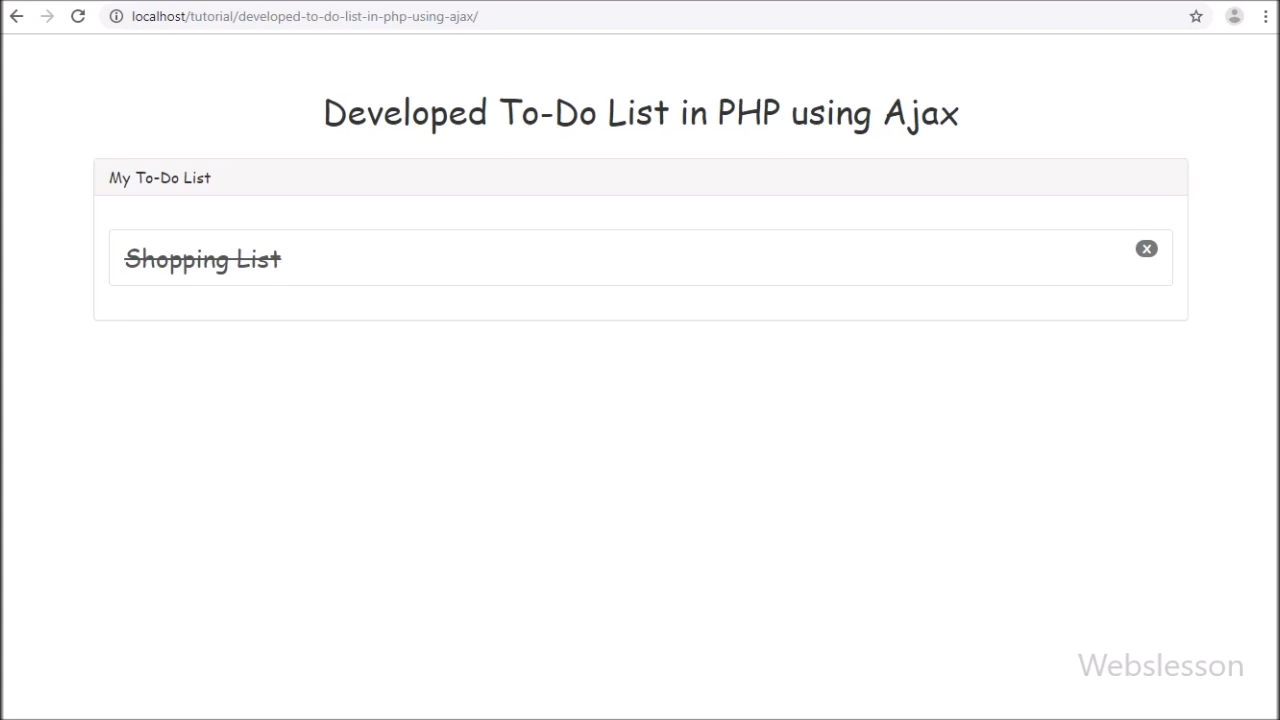 localhost/tutorial/developed-to-do-list-in-php-using-ajax/
Developed To-Do List in PHP using Ajax
My To-Do List
Shopping List
x
Webslesson